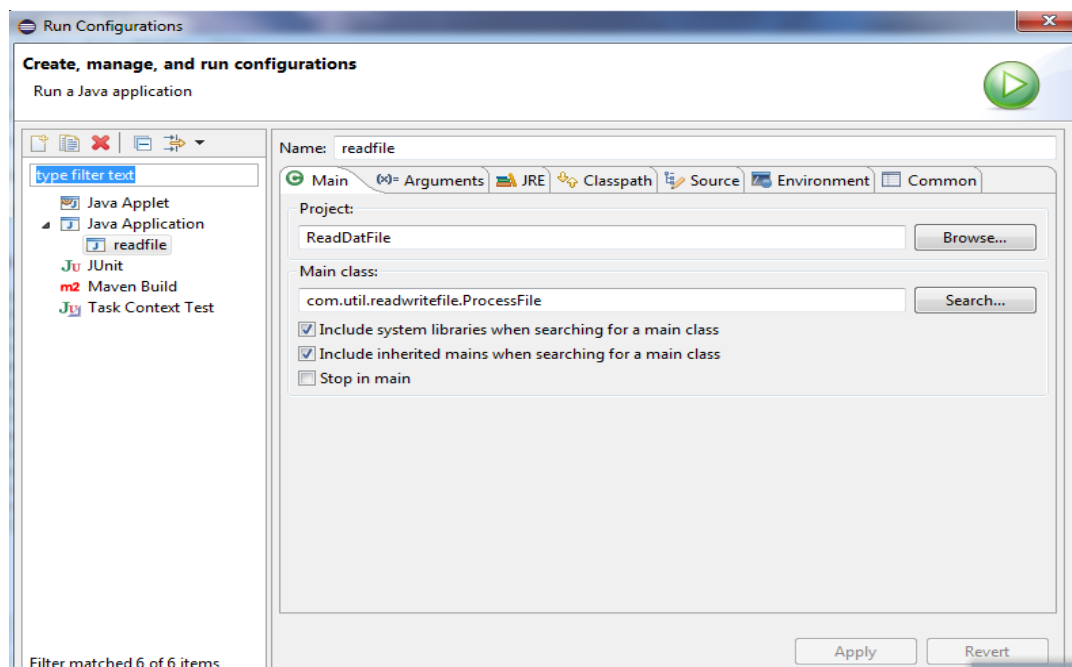 Run Configurations
x
Create, manage, and run configurations
Run a Java application
type filter text
Java Applet
Java Application
readfile
Ju JUnit
m2 Maven Build
Ju Task Context Test
Filter matched 6 of 6 items
Name: readfile
Main (x)= Arguments JRE Classpath Source Environment Common
Project:
ReadDatFile Browse...
Main class:
com.util.readwritefile.ProcessFile Search...
Include system libraries when searching for a main class
Include inherited mains when searching for a main class
Stop in main
Apply Revert